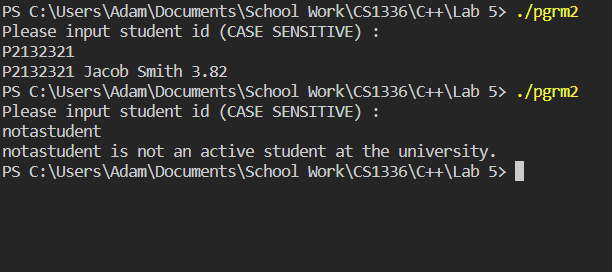 PS C:\Users\Adam\Documents\School Work\CS1336\C++\Lab 5> ./pgrm2
Please input student id (CASE SENSITIVE) :
P2132321
P2132321 Jacob Smith 3.82
PS C:\Users\Adam\Documents\School Work\CS1336\C++\Lab 5> ./pgrm2
Please input student id (CASE SENSITIVE) :
notastudent
notastudent is not an active student at the university.
PS C:\Users\Adam\Documents\School Work\CS1336\C++\Lab 5>